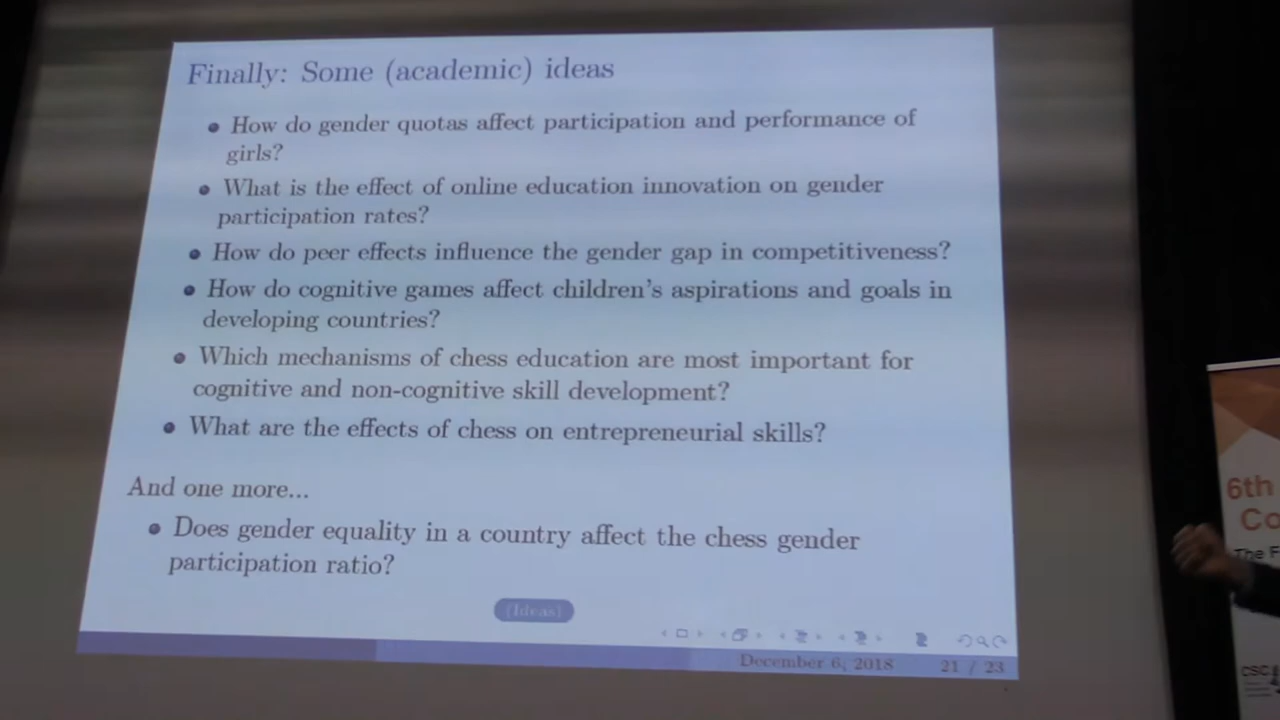 Finally: Some (academic) ideas
How do gender quotas affect participation and performance of
girls?
What is the effect of online education innovation on gender
participation rates?
How do peer effects influence the gender gap in competitiveness?
How do cognitive games affect children's aspirations and goals in
developing countries?
Which mechanisms of chess education are most important for
cognitive and non-cognitive skill development?
What are the effects of chess on entrepreneurial skills?
And one more...
Does gender equality in a country affect the chess gender
participation ratio?
(Ideas)
December 6, 2018 21 / 23
6th
Co
The F
CSC